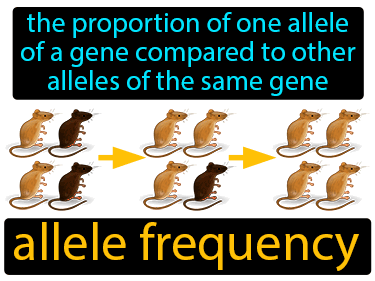 the proportion of one allele
of a gene compared to other
alleles of the same gene
allele frequency